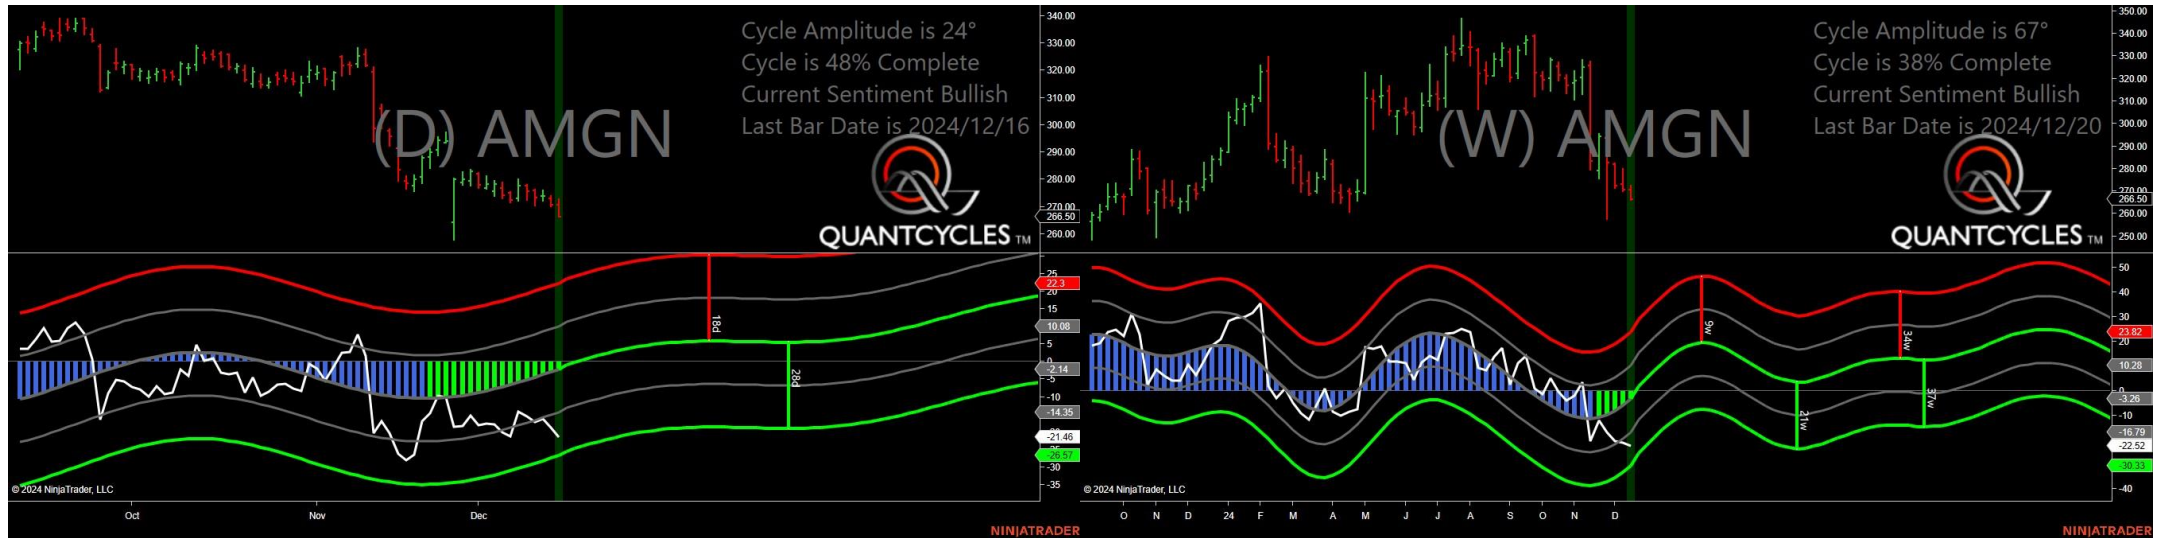 Cycle Amplitude is 24°
Cycle is 48% Complete
Current Sentiment Bullish
Last Bar Date is 2024/12/16
(D) AMGN
QUANTCYCLES TM
340.00
330.00
320.00
310.00
300.00
290.00
280.00
270.00
266.50
260.00
25
22.3
20
15
10.08
5
0
-2.14
-5
-10
-14.35
-21.46
-26.57
-30
-35
18d
28d
© 2024 NinjaTrader, LLC
Oct Nov Dec
NINJATRADER
Cycle Amplitude is 67°
Cycle is 38% Complete
Current Sentiment Bullish
Last Bar Date is 2024/12/20
(W) AMGN
QUANTCYCLES TM
350.00
340.00
330.00
320.00
310.00
300.00
290.00
280.00
270.00
266.50
260.00
250.00
50
40
30
23.82
20
10.28
0
-3.26
-10
-16.79
-22.52
-30.33
-40
9w
21w
34w
37w
© 2024 NinjaTrader, LLC
O N D 24 F M A M J J A S O N D
NINJATRADER